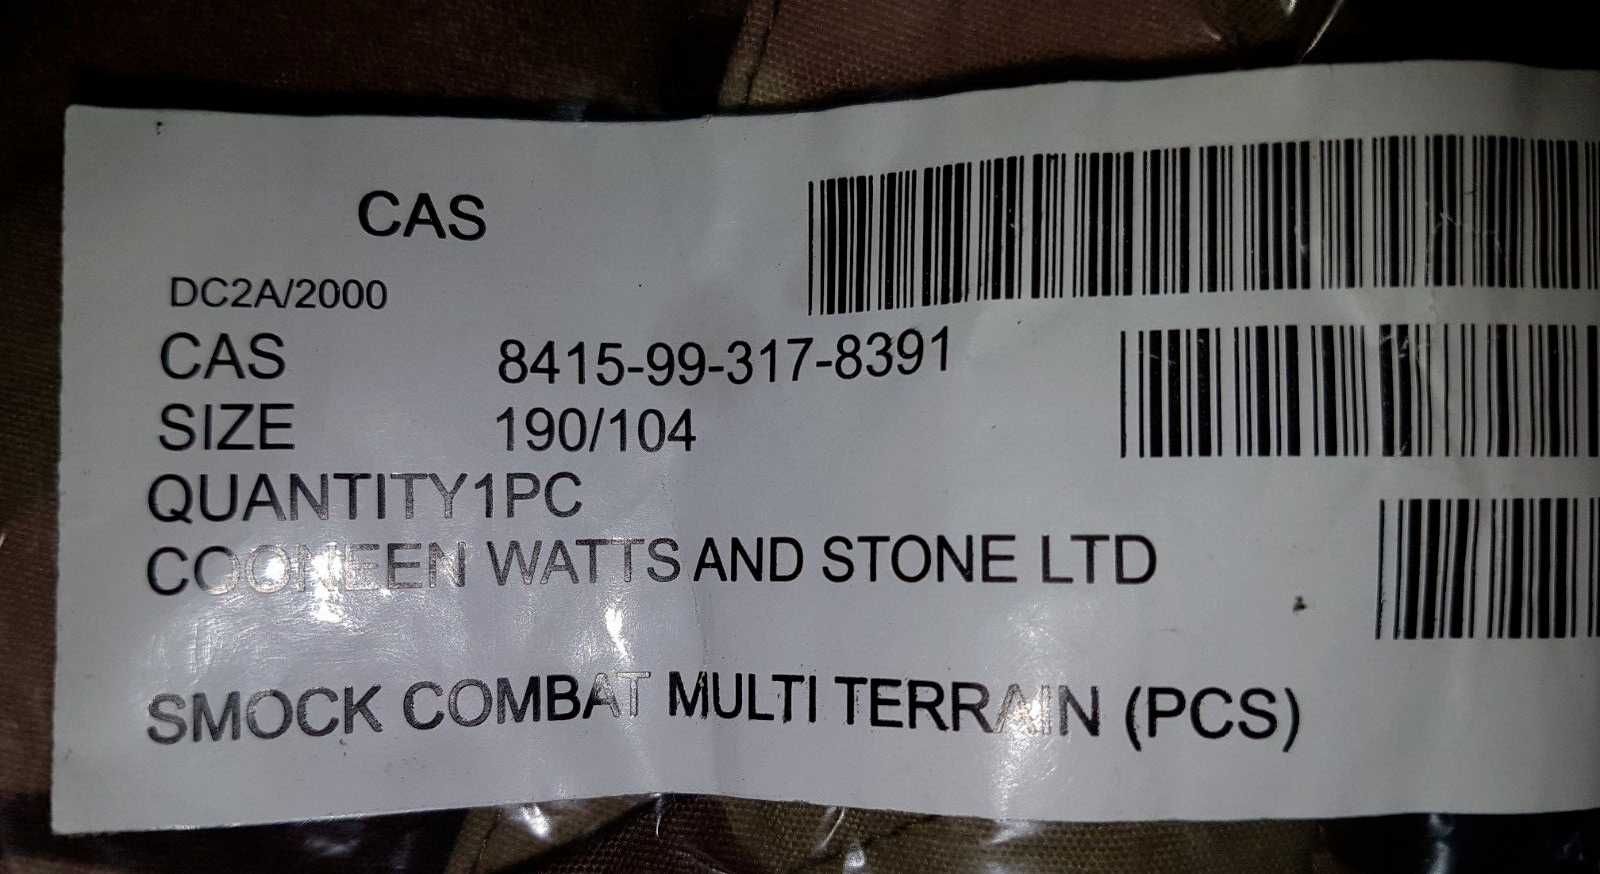 CAS
DC2A/2000
CAS 8415-99-317-8391
SIZE 190/104
QUANTITY1PC
COONEEN WATTS AND STONE LTD
SMOCK COMBAT MULTI TERRAIN (PCS)